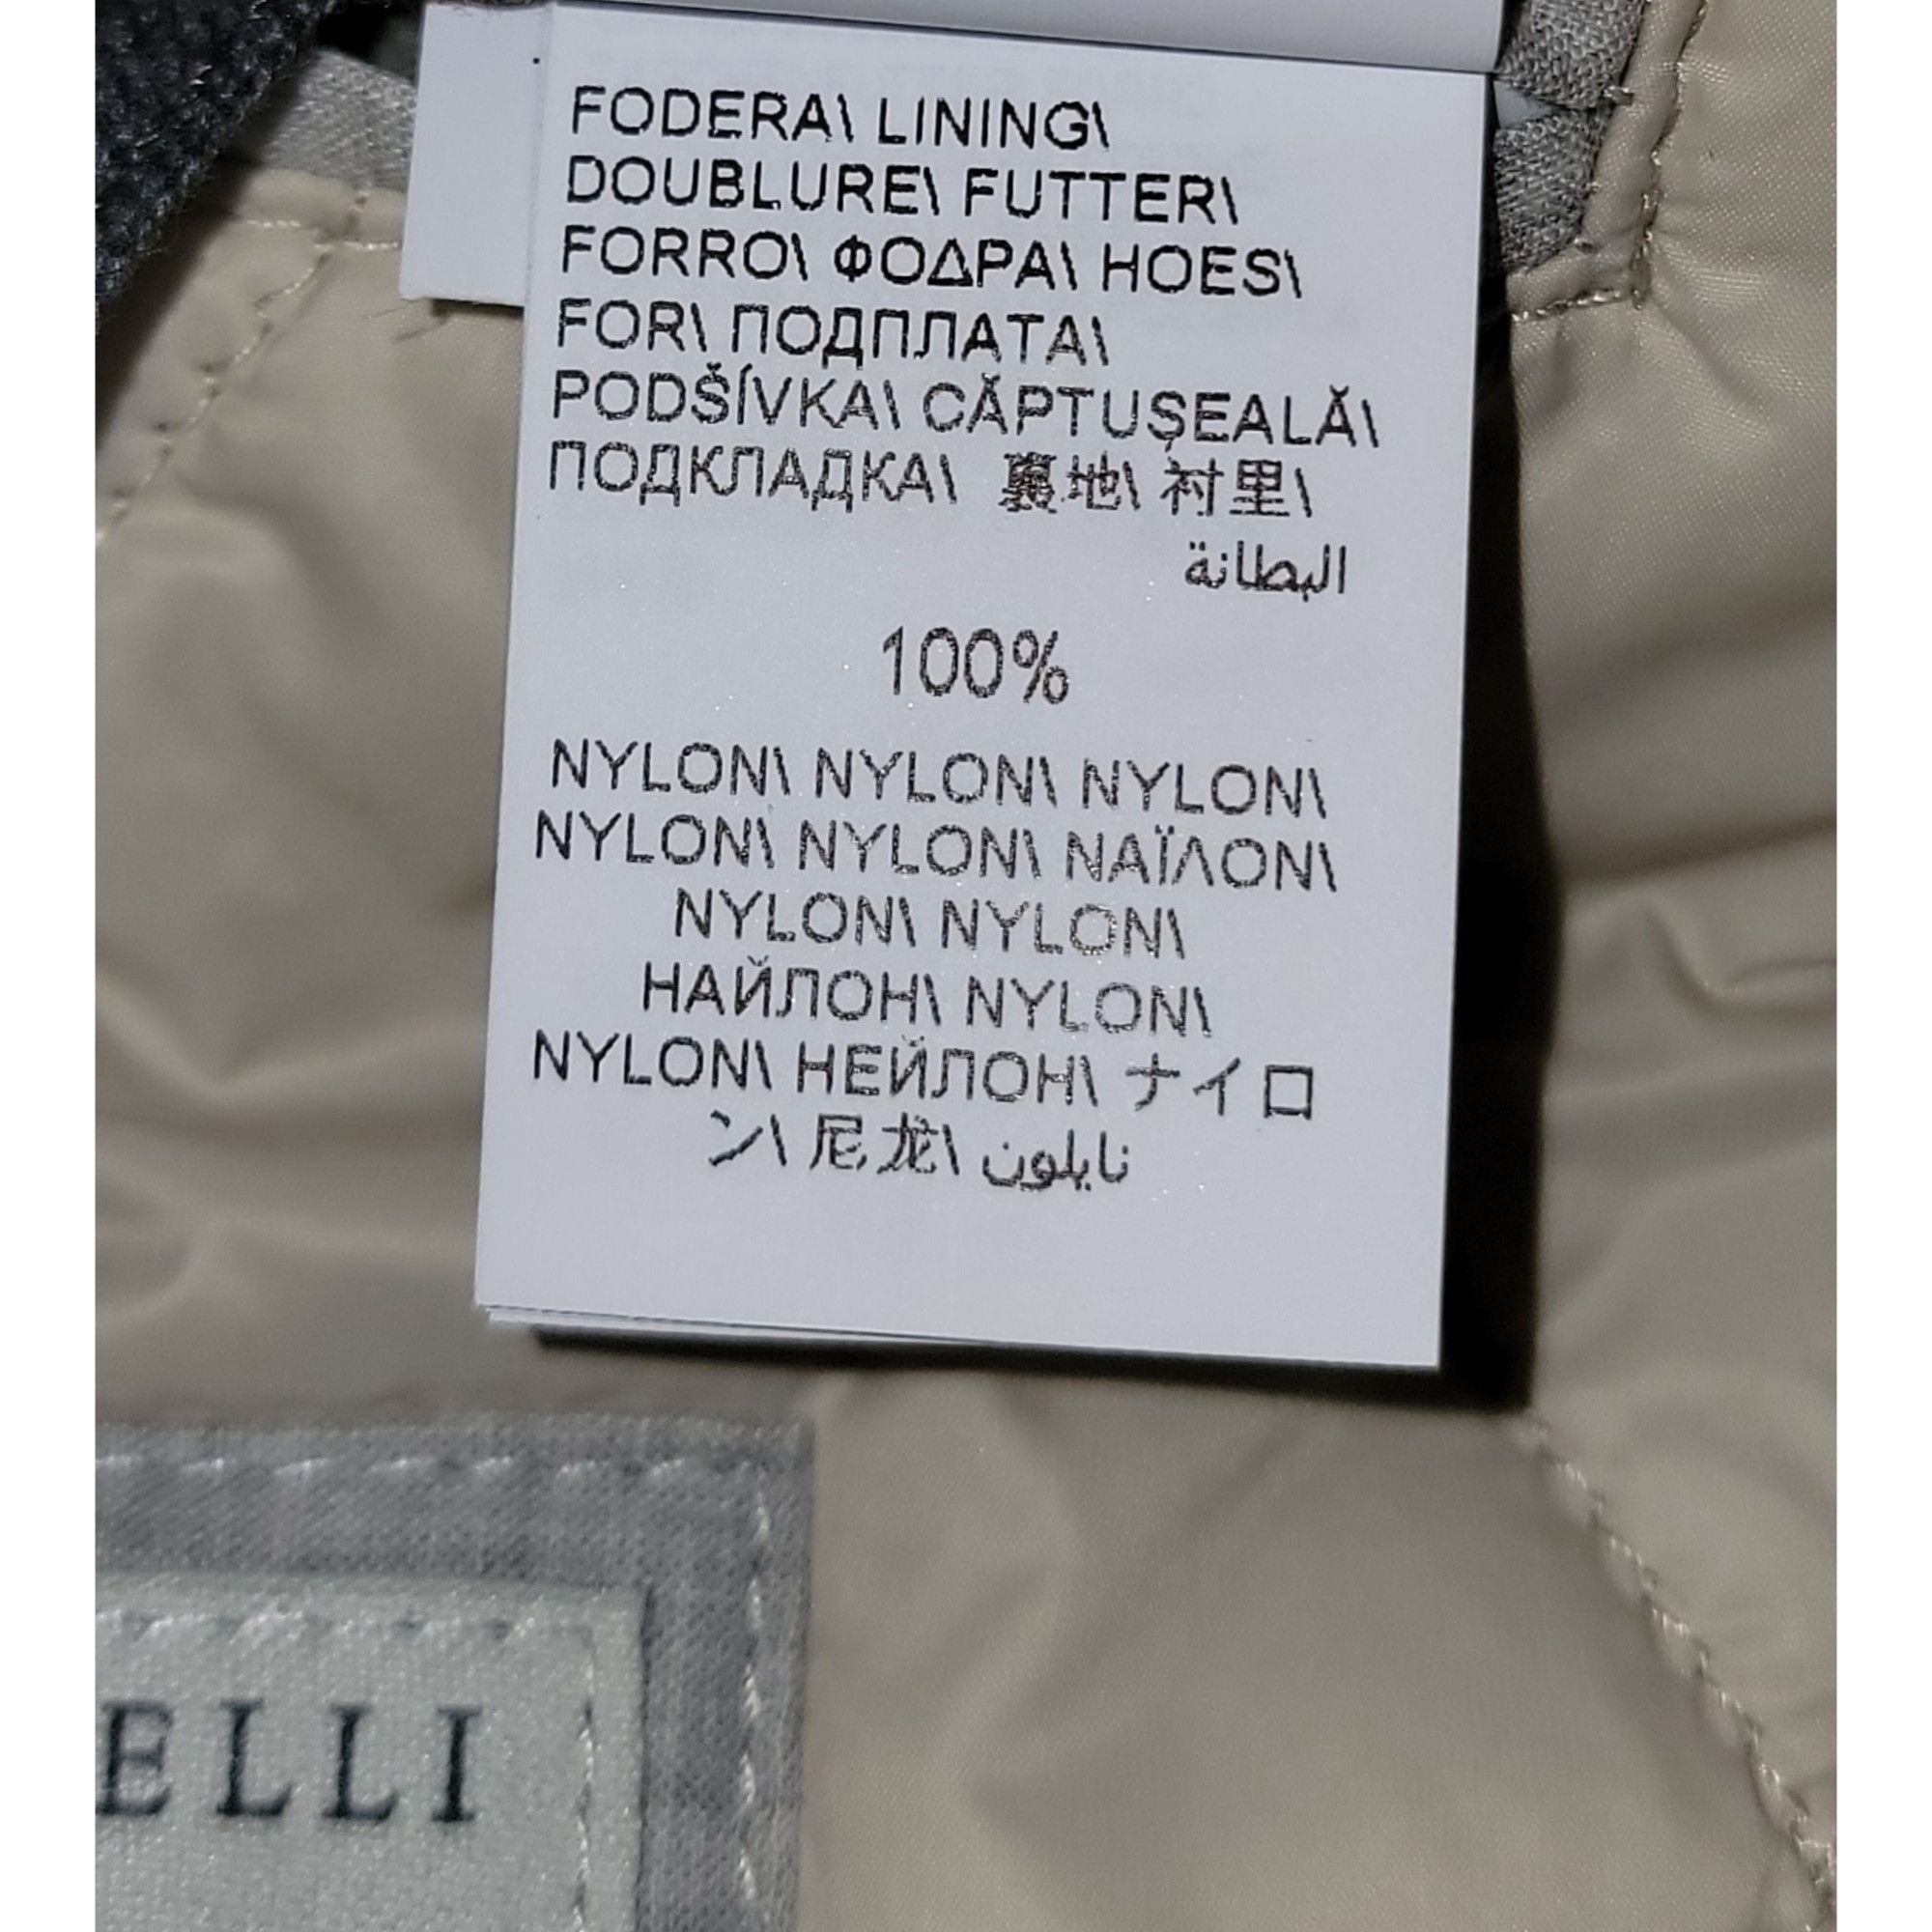 FODERA\ LINING\
DOUBLURE\ FUTTER\
FORRO\ ΦΟΔΡΑ\ HOES\
FOR\ ПОДПЛАТА\
PODŠÍVKA\ CĂPTUȘEALĂ\
ПОДКЛАДКА\ 裏地\ 衬里\
البطانة
100%
NYLON\ NYLON\ NYLON\
NYLON\ NYLON\ ΝΑΪΛΟΝ\
NYLON\ NYLON\
НАЙЛОН\ NYLON\
NYLON\ НЕЙЛОН\ ナイロ
ン\ 尼龙\ نايلون
ELLI